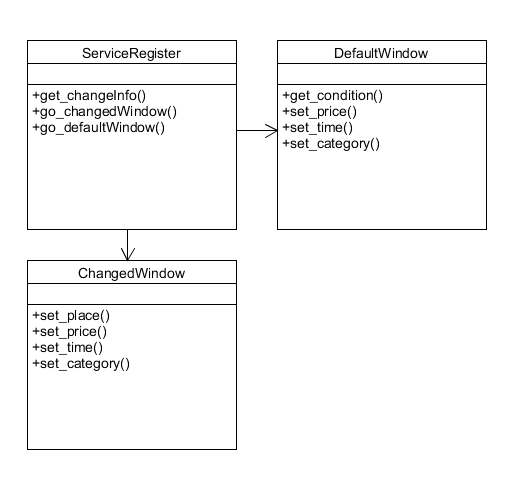 ServiceRegister
+get_changeInfo()
+go_changedWindow()
+go_defaultWindow()
DefaultWindow
+get_condition()
+set_price()
+set_time()
+set_category()
ChangedWindow
+set_place()
+set_price()
+set_time()
+set_category()